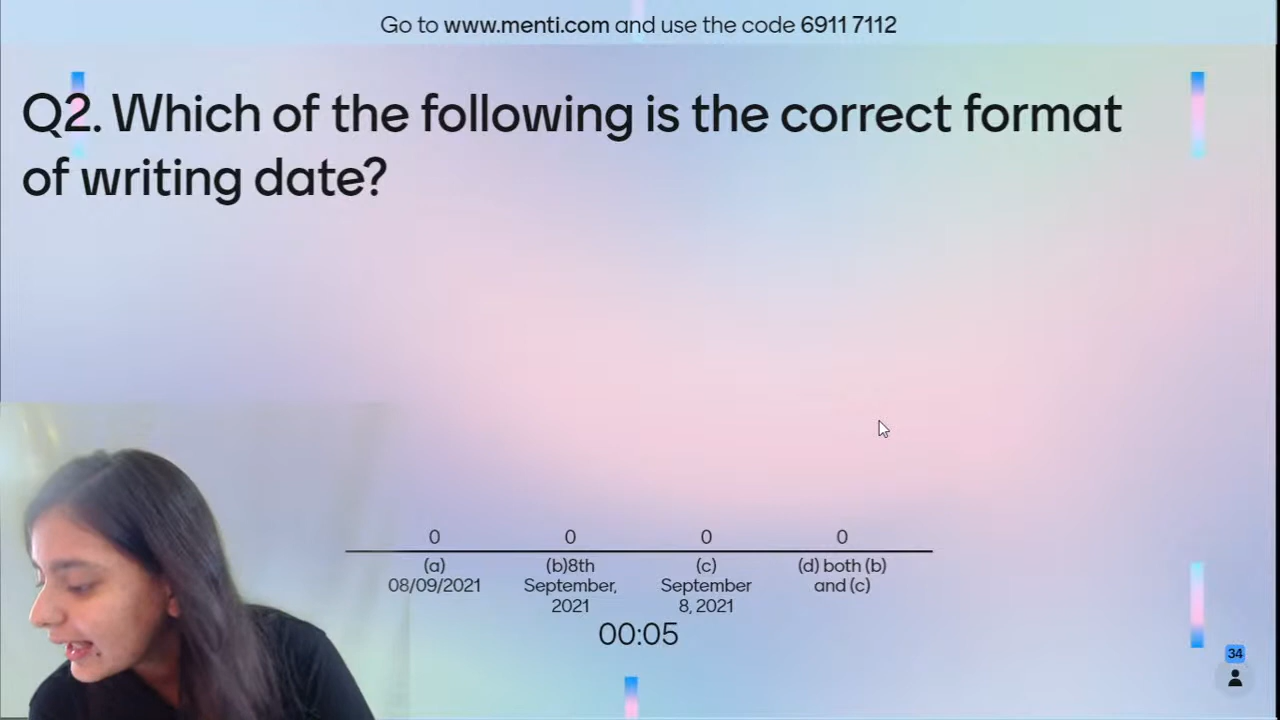 Go to www.menti.com and use the code 6911 7112
Q2. Which of the following is the correct format
of writing date?
0 0 0 0
(a)
08/09/2021
(b)8th
September,
2021
(c)
September
8, 2021
(d) both (b)
and (c)
00:05
34